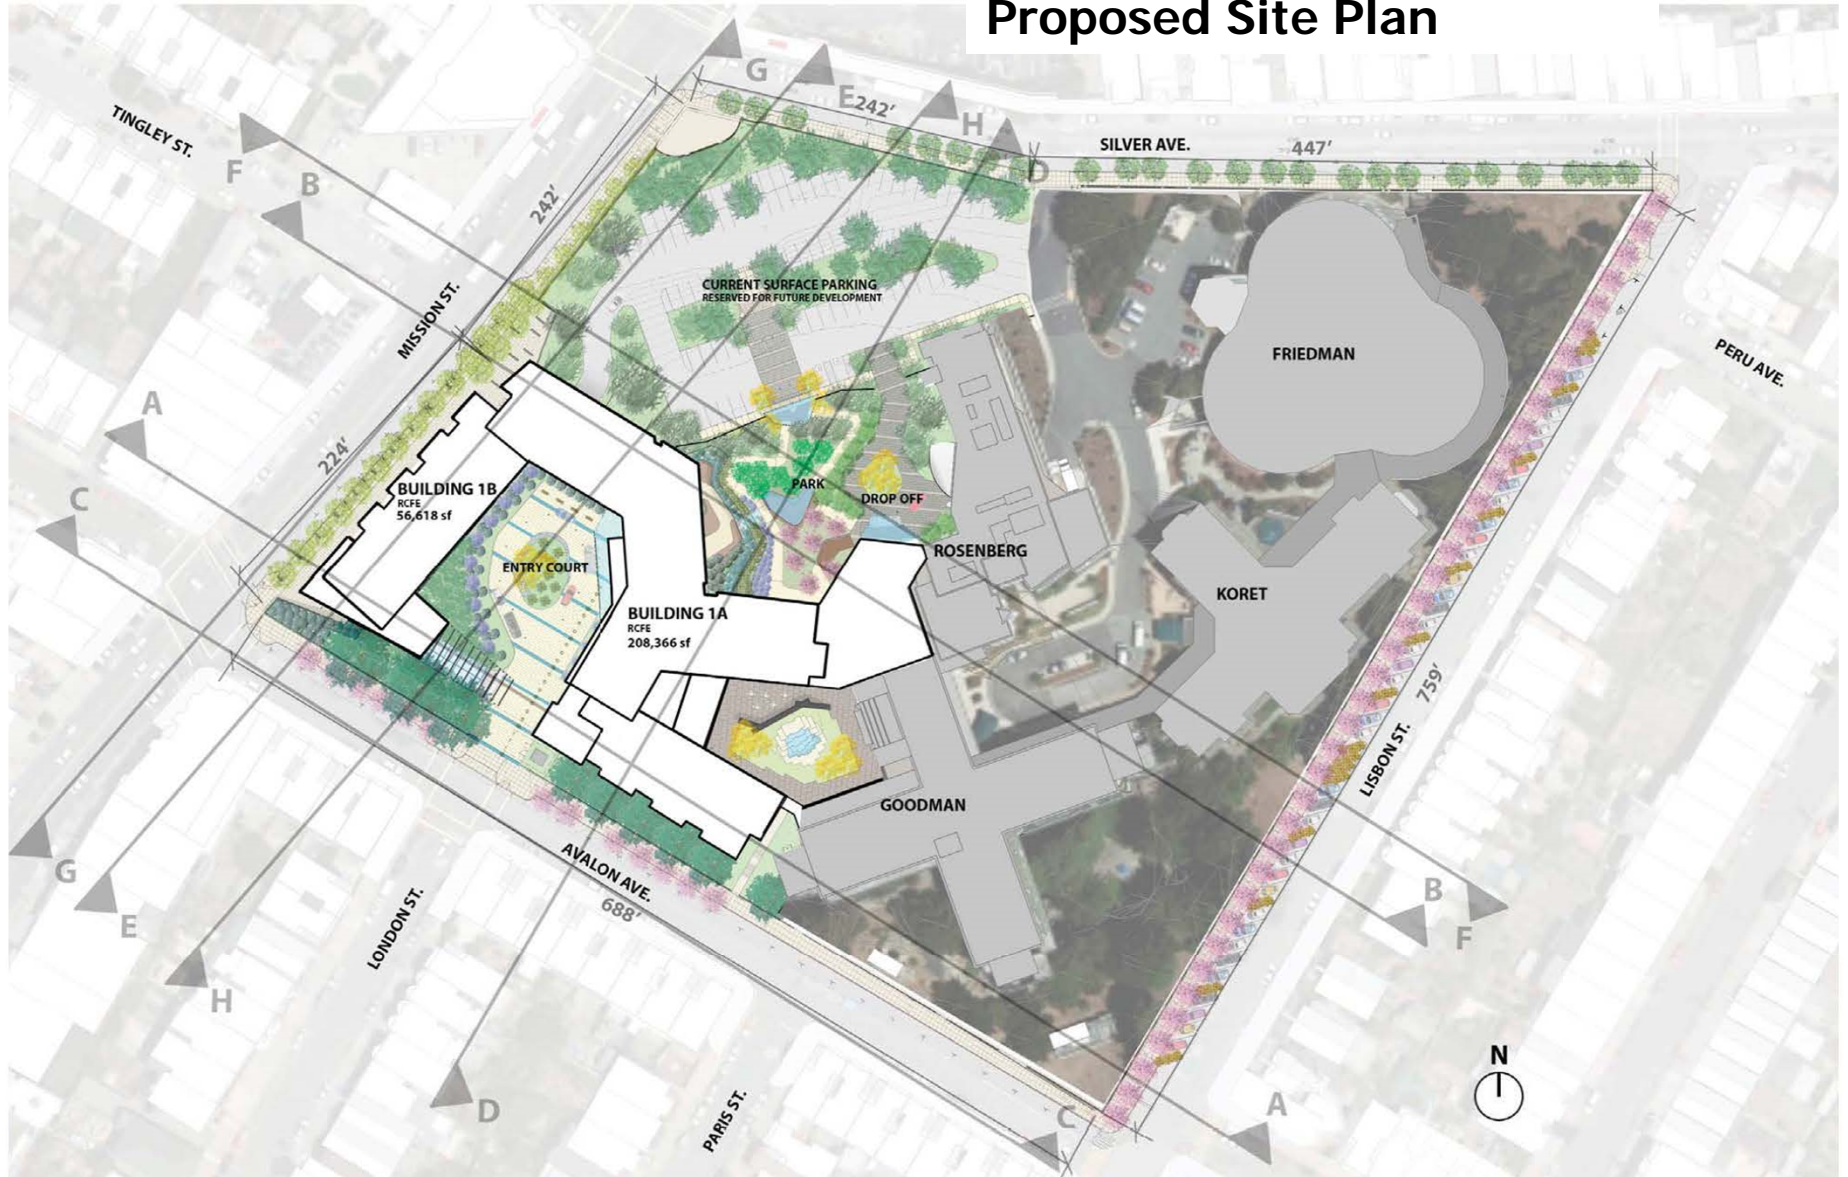 Proposed Site Plan
G
E
242'
H
D
SILVER AVE.
447'
TINGLEY ST.
F
B
242'
MISSION ST.
CURRENT SURFACE PARKING
RESERVED FOR FUTURE DEVELOPMENT
FRIEDMAN
PERU AVE.
A
224'
C
BUILDING 1B
RCFE
56,618 sf
PARK
DROP OFF
ENTRY COURT
ROSENBERG
KORET
BUILDING 1A
RCFE
208,366 sf
759'
LISBON ST.
GOODMAN
G
E
AVALON AVE.
688'
LONDON ST.
H
B
F
D
PARIS ST.
C
A
N